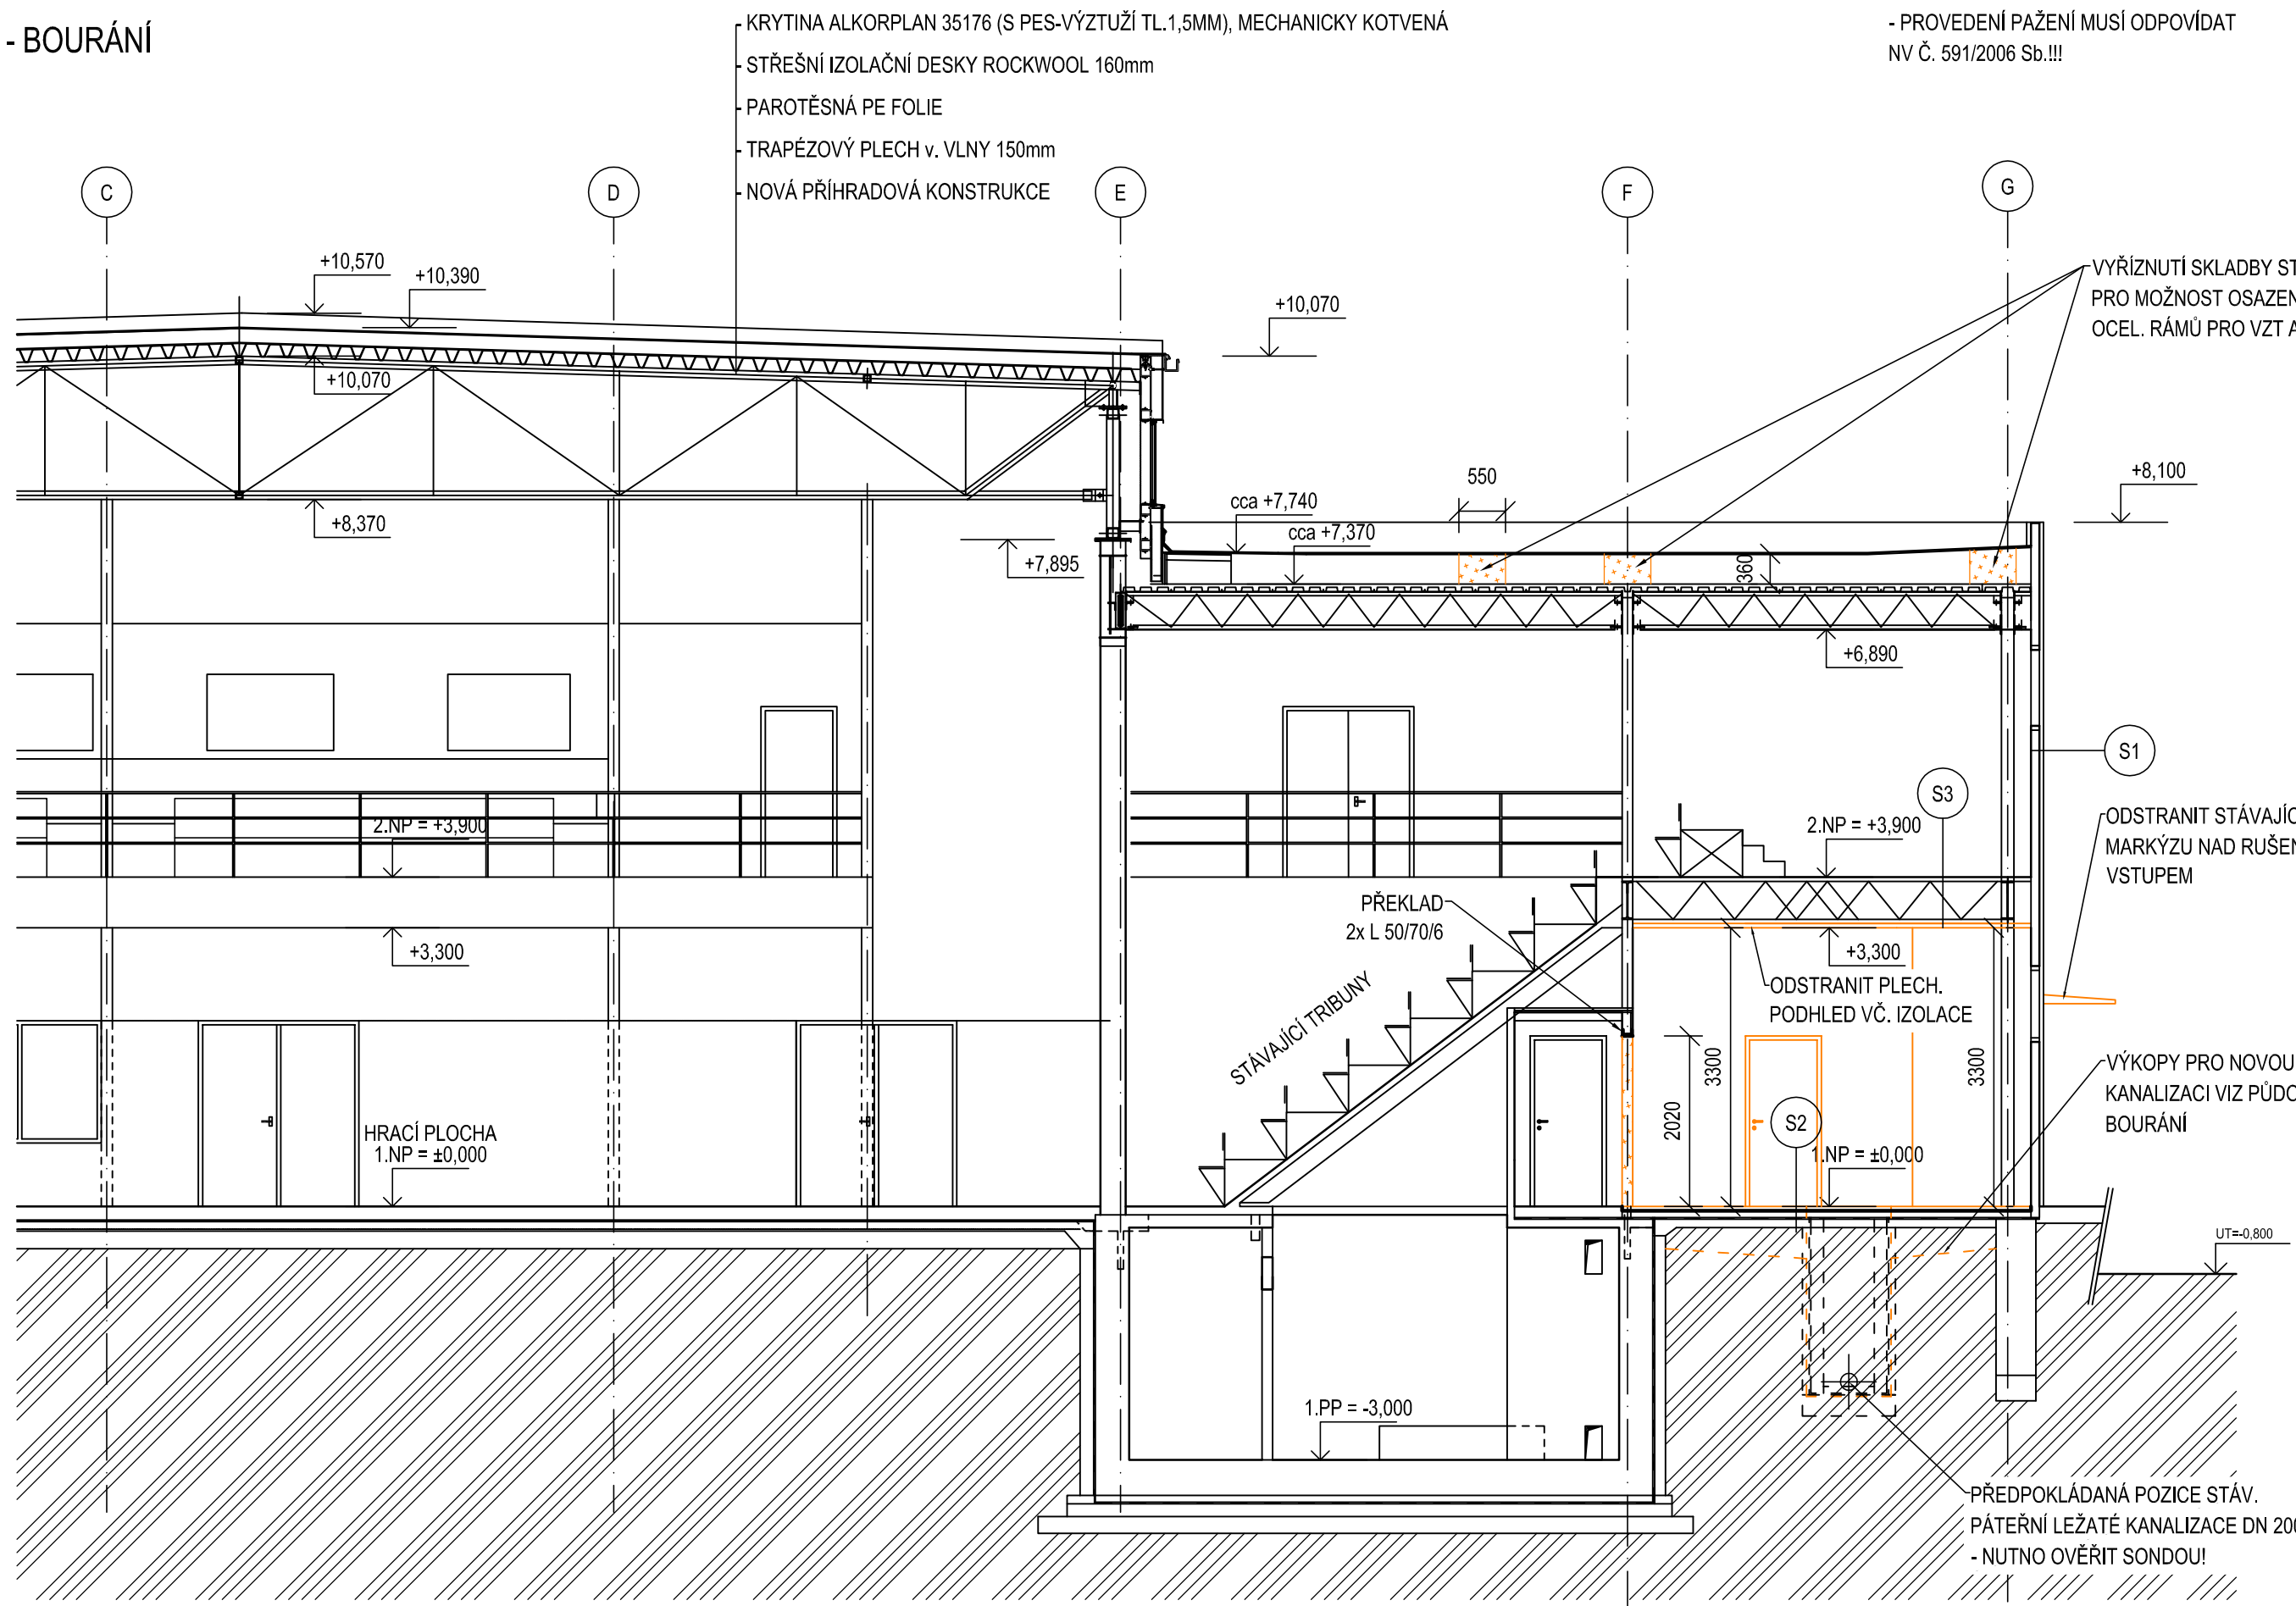 - BOURÁNÍ
KRYTINA ALKORPLAN 35176 (S PES-VÝZTUŽÍ TL.1,5MM), MECHANICKY KOTVENÁ
STŘEŠNÍ IZOLAČNÍ DESKY ROCKWOOL 160mm
PAROTĚSNÁ PE FOLIE
TRAPÉZOVÝ PLECH v. VLNY 150mm
NOVÁ PŘÍHRADOVÁ KONSTRUKCE
- PROVEDENÍ PAŽENÍ MUSÍ ODPOVÍDAT
NV Č. 591/2006 Sb.!!!
C
D
E
F
G
+10,570
+10,390
+10,070
+10,070
VYŘÍZNUTÍ SKLADBY ST
PRO MOŽNOST OSAZEN
OCEL. RÁMŮ PRO VZT A
+8,370
+7,895
cca +7,740
cca +7,370
550
360
+8,100
+6,890
S1
S3
ODSTRANIT STÁVAJÍC
MARKÝZU NAD RUŠEN
VSTUPEM
2.NP = +3,900
2.NP = +3,900
PŘEKLAD
2x L 50/70/6
+3,300
+3,300
ODSTRANIT PLECH.
PODHLED VČ. IZOLACE
STÁVAJÍCÍ TRIBUNY
3300
3300
2020
S2
VÝKOPY PRO NOVOU
KANALIZACI VIZ PŮDO
BOURÁNÍ
HRACÍ PLOCHA
1.NP = ±0,000
1.NP = ±0,000
UT=-0,800
1.PP = -3,000
PŘEDPOKLÁDANÁ POZICE STÁV.
PÁTEŘNÍ LEŽATÉ KANALIZACE DN 200
- NUTNO OVĚŘIT SONDOU!